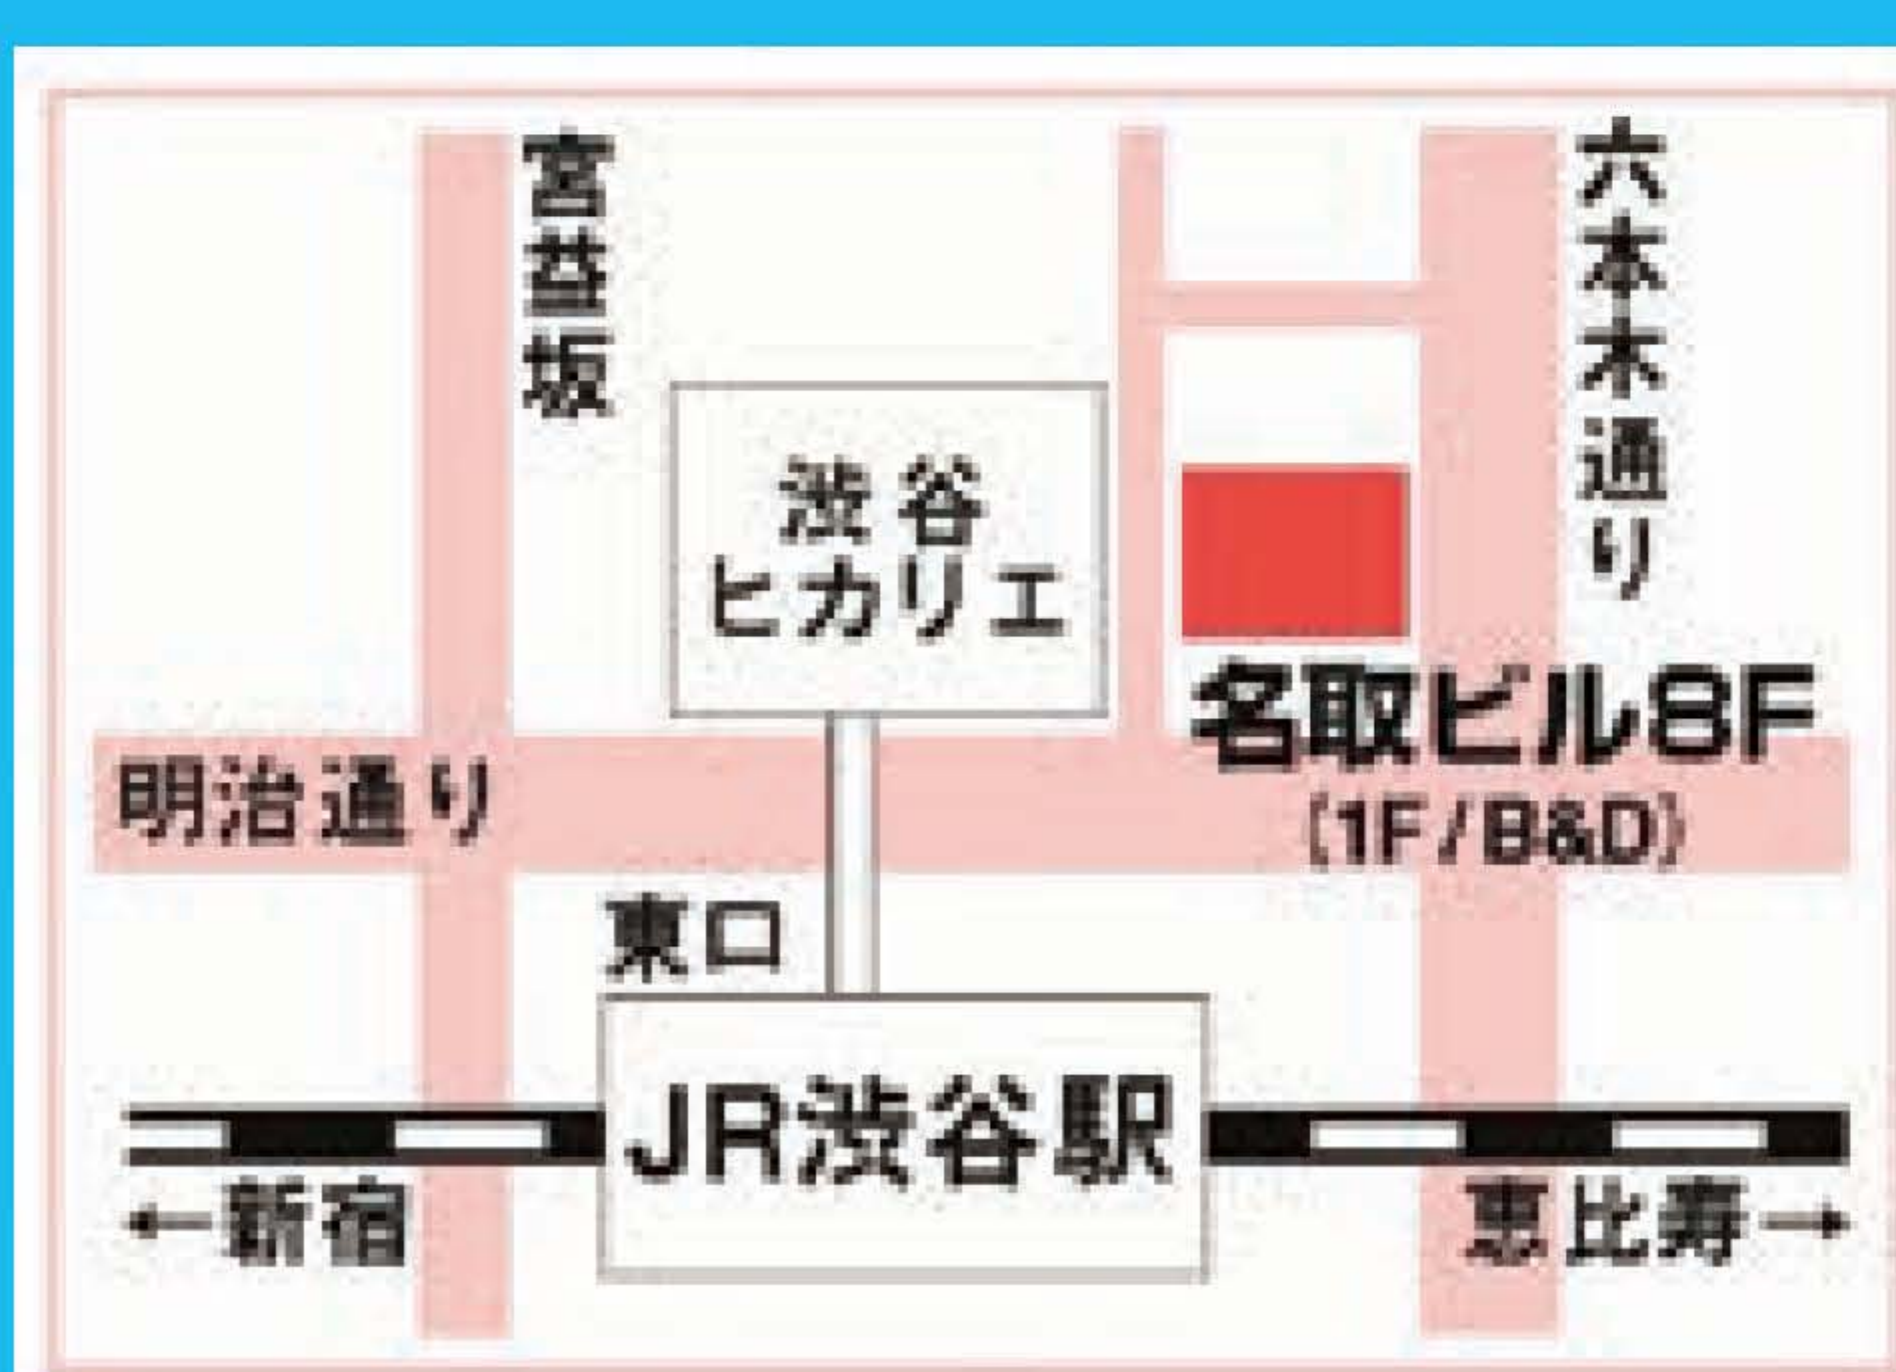 宮益坂
六本木通り
渋谷
ヒカリエ
名取ビル8F
(1F/B&D)
明治通り
東口
JR渋谷駅
←新宿
恵比寿→